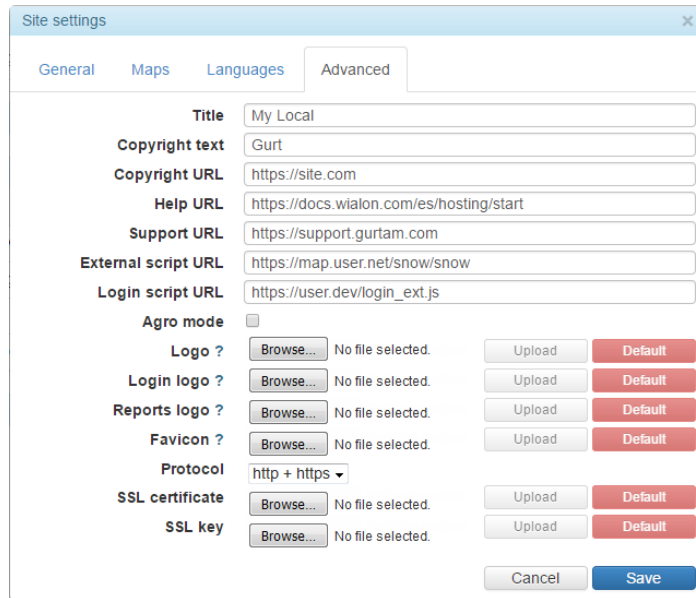 Site settings ×
General Maps Languages Advanced
Title My Local
Copyright text Gurt
Copyright URL https://site.com
Help URL https://docs.wialon.com/es/hosting/start
Support URL https://support.gurtam.com
External script URL https://map.user.net/snow/snow
Login script URL https://user.dev/login_ext.js
Agro mode
Logo ? Browse... No file selected. Upload Default
Login logo ? Browse... No file selected. Upload Default
Reports logo ? Browse... No file selected. Upload Default
Favicon ? Browse... No file selected. Upload Default
Protocol http + https
SSL certificate Browse... No file selected. Upload Default
SSL key Browse... No file selected. Upload Default
Cancel Save